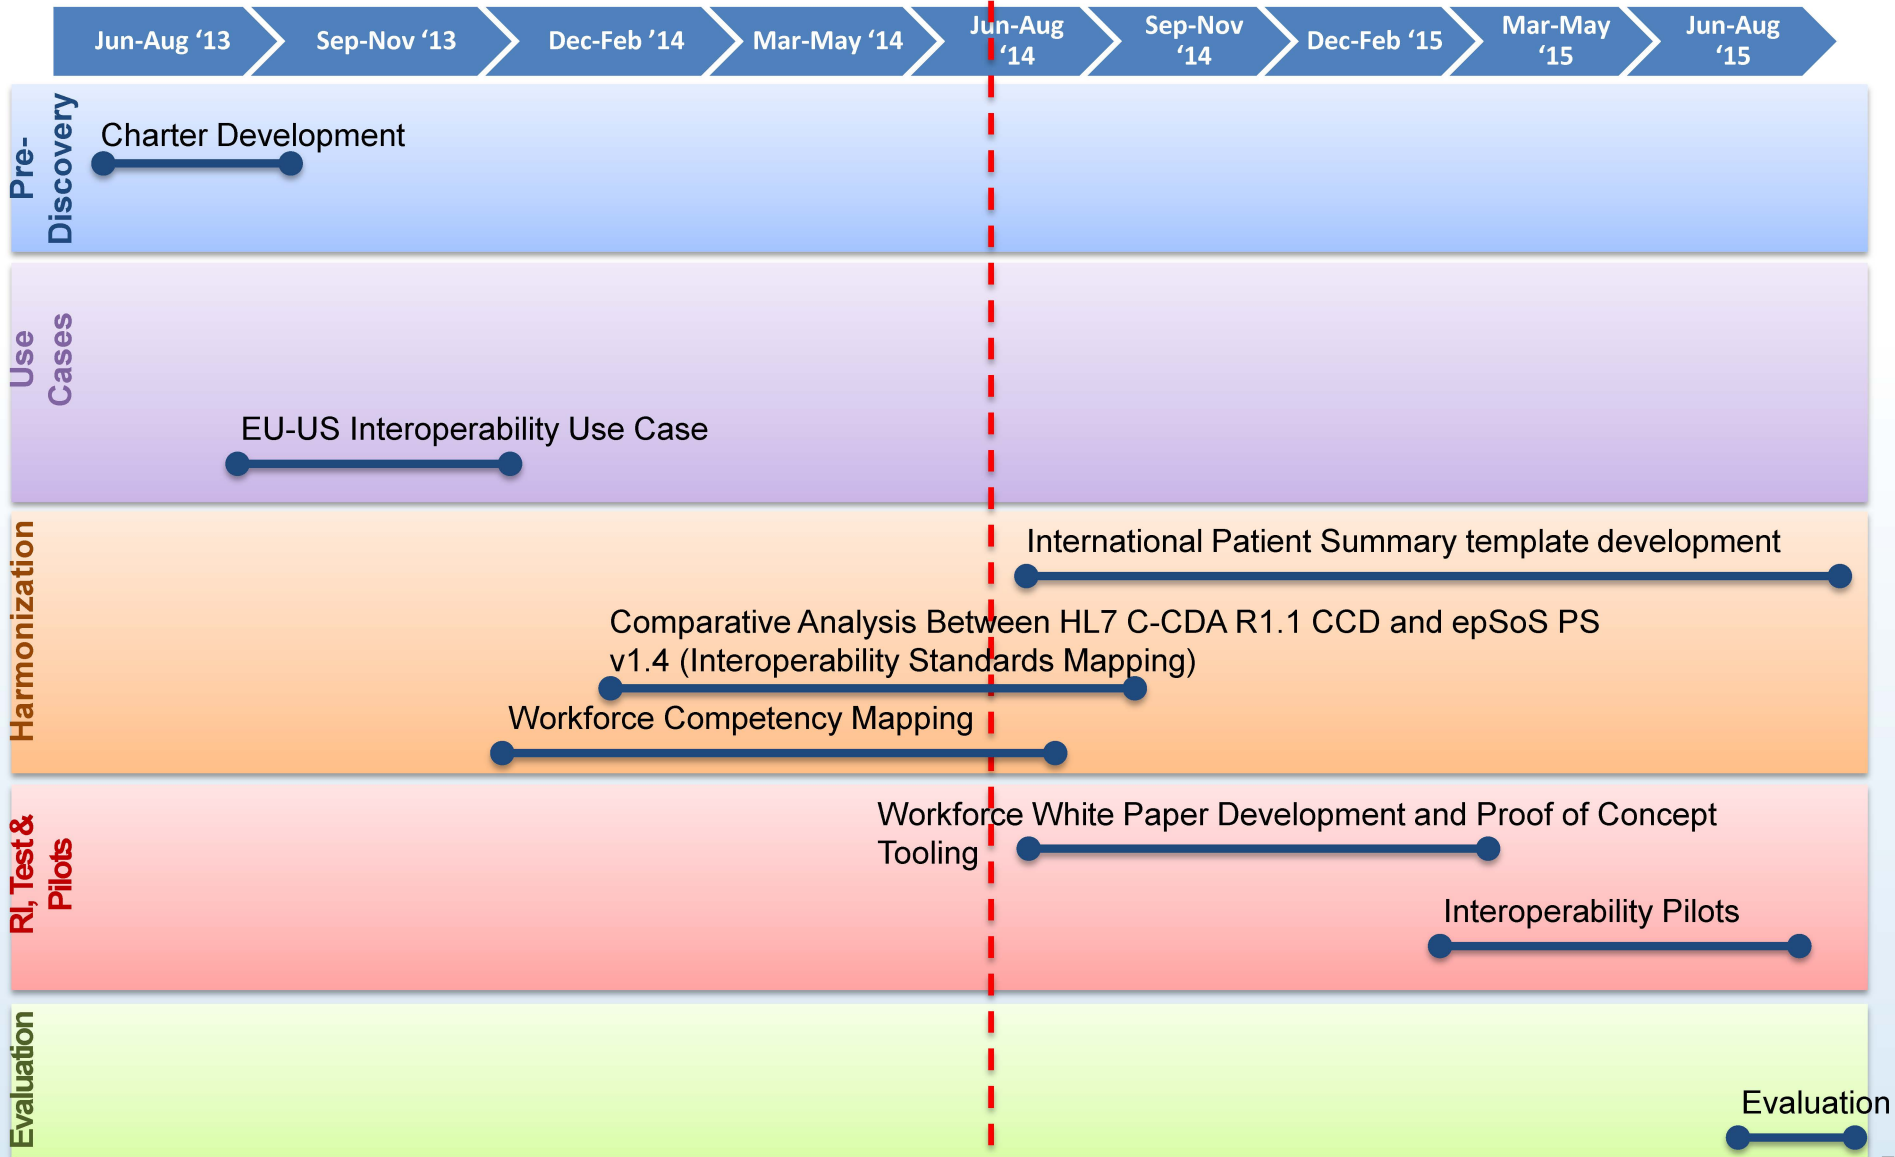 Jun-Aug ‘13
Sep-Nov ‘13
Dec-Feb ’14
Mar-May ‘14
Jun-Aug
‘14
Sep-Nov
‘14
Dec-Feb ‘15
Mar-May
‘15
Jun-Aug
‘15
Pre-
Discovery
Charter Development
Use
Cases
EU-US Interoperability Use Case
Harmonization
International Patient Summary template development
Comparative Analysis Between HL7 C-CDA R1.1 CCD and epSoS PS
v1.4 (Interoperability Standards Mapping)
Workforce Competency Mapping
RI, Test &
Pilots
Workforce White Paper Development and Proof of Concept
Tooling
Interoperability Pilots
Evaluation
Evaluation